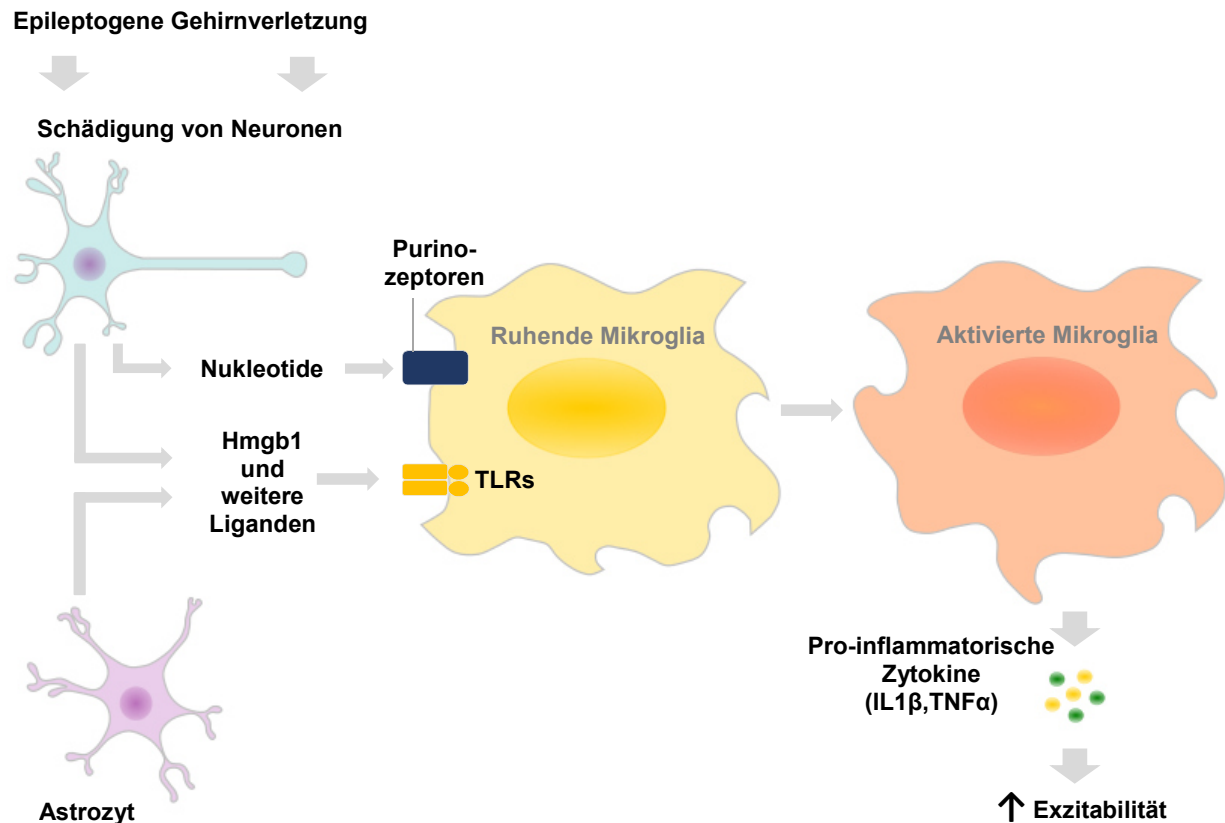 Epileptogene Gehirnverletzung
Schädigung von Neuronen
Purino-
zeptoren
Ruhende Mikroglia
Aktivierte Mikroglia
Nukleotide
Hmgb1
und
weitere
Liganden
TLRs
Pro-inflammatorische
Zytokine
(IL1β,TNFα)
Astrozyt
↑ Exzitabilität